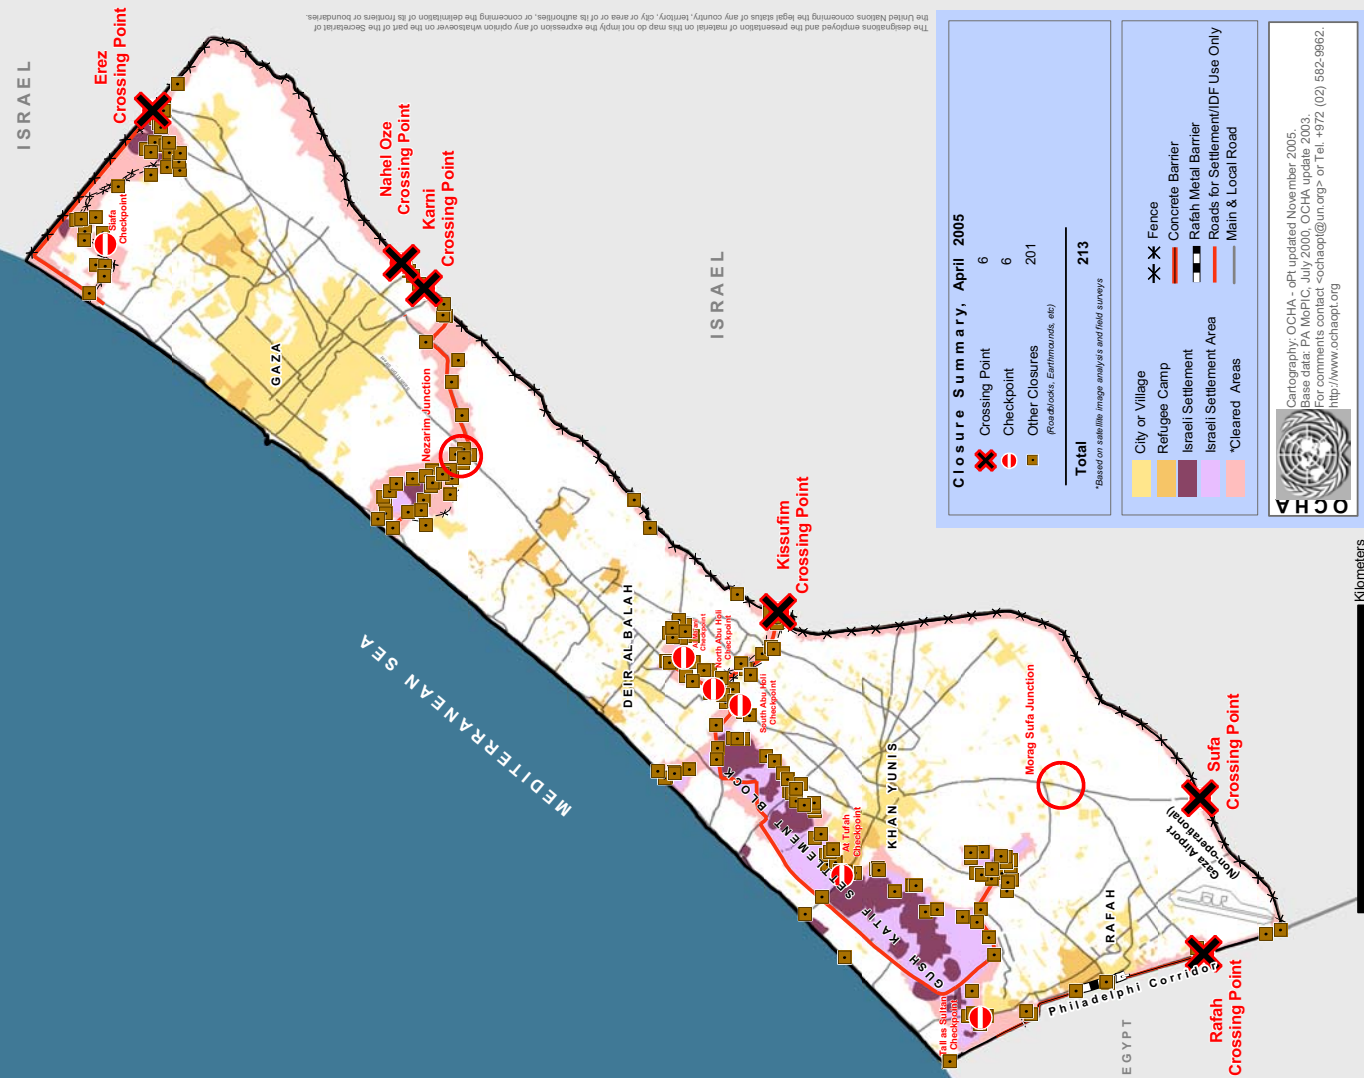 The designations employed and the presentation of material on this map do not imply the expression of any opinion whatsoever on the part of the Secretariat of
the United Nations concerning the legal status of any country, territory, city or area or of its authorities, or concerning the delimitation of its frontiers or boundaries.
ISRAEL
Erez
Crossing Point
Siafa
Checkpoint
Nahel Oze
Crossing Point
Karni
Crossing Point
GAZA
ISRAEL
Nezarim Junction
MEDITERRANEAN SEA
DEIR AL BALAH
Checkpoint
North Abu Holi
Checkpoint
South Abu Holi
Checkpoint
Kissufim
Crossing Point
GUSH KATIF SETTLEMENT BLOCK
At Tufah
Checkpoint
KHAN YUNIS
Morag Sufa Junction
Sufa
Crossing Point
Gaza Airport
(Non-operational)
RAFAH
Tall as Sultan
Checkpoint
Philadelphi Corridor
Rafah
Crossing Point
EGYPT
Closure Summary, April 2005
Crossing Point 6
Checkpoint 6
Other Closures 201
(Roadblocks, Earthmounds, etc)
Total 213
*Based on satellite image analysis and field surveys
City or Village
Refugee Camp
Israeli Settlement
Israeli Settlement Area
*Cleared Areas
Fence
Concrete Barrier
Rafah Metal Barrier
Roads for Settlement/IDF Use Only
Main & Local Road
OCHA
Cartography: OCHA - oPt updated November 2005.
Base data: PA MoPIC, July 2000, OCHA update 2003.
For comments contact <ochaopt@un.org> or Tel. +972 (02) 582-9962.
http://www.ochaopt.org
Kilometers